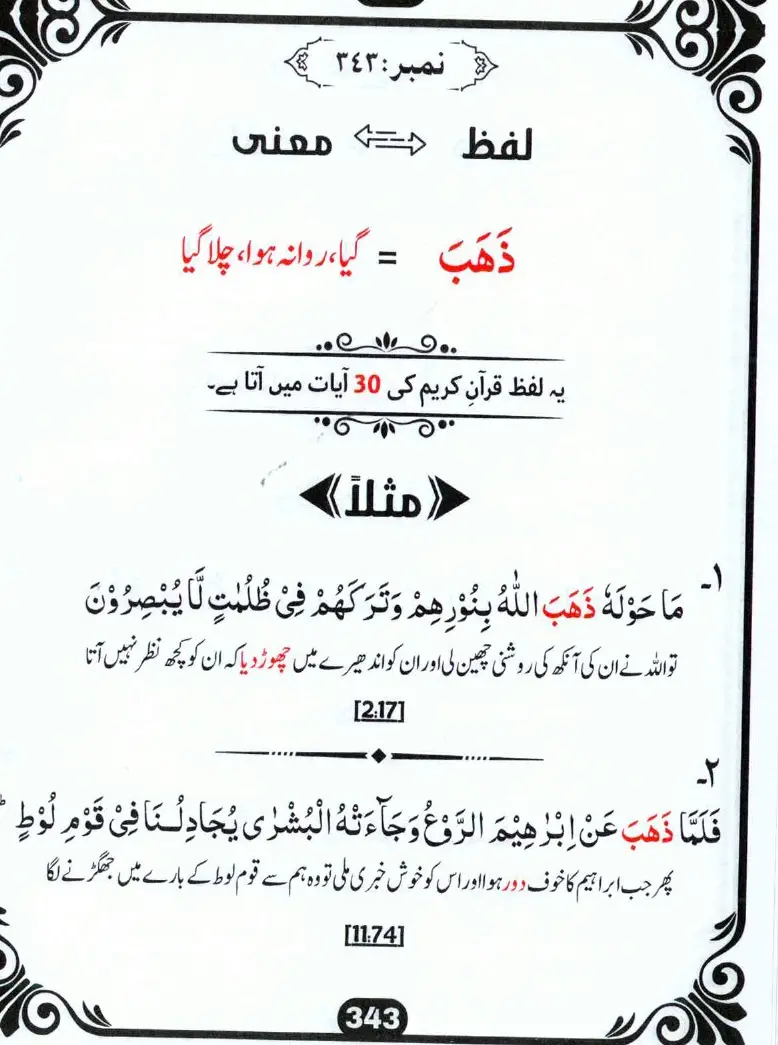 نمبر: ۳٤۳
لفظ ⇐⇒ معنی
ذَهَبَ = گیا، روانہ ہوا، چلا گیا
یہ لفظ قرآنِ کریم کی 30 آیات میں آتا ہے۔
مثلاً
۱۔
مَا حَوْلَهٗ ذَهَبَ اللّٰهُ بِنُوْرِهِمْ وَتَرَكَهُمْ فِیْ ظُلُمٰتٍ لَّا یُبْصِرُوْنَ
تو اللہ نے ان کی آنکھ کی روشنی چھین لی اور ان کو اندھیرے میں چھوڑ دیا کہ ان کو کچھ نظر نہیں آتا
[2:17]
۲۔
فَلَمَّا ذَهَبَ عَنْ اِبْرٰهِیْمَ الرَّوْعُ وَجَآءَتْهُ الْبُشْرٰى یُجَادِلُـنَا فِیْ قَوْمِ لُوْطٍ
پھر جب ابراہیم کا خوف دور ہوا اور اس کو خوش خبری ملی تو وہ ہم سے قوم لوط کے بارے میں جھگڑنے لگا
[11:74]
343